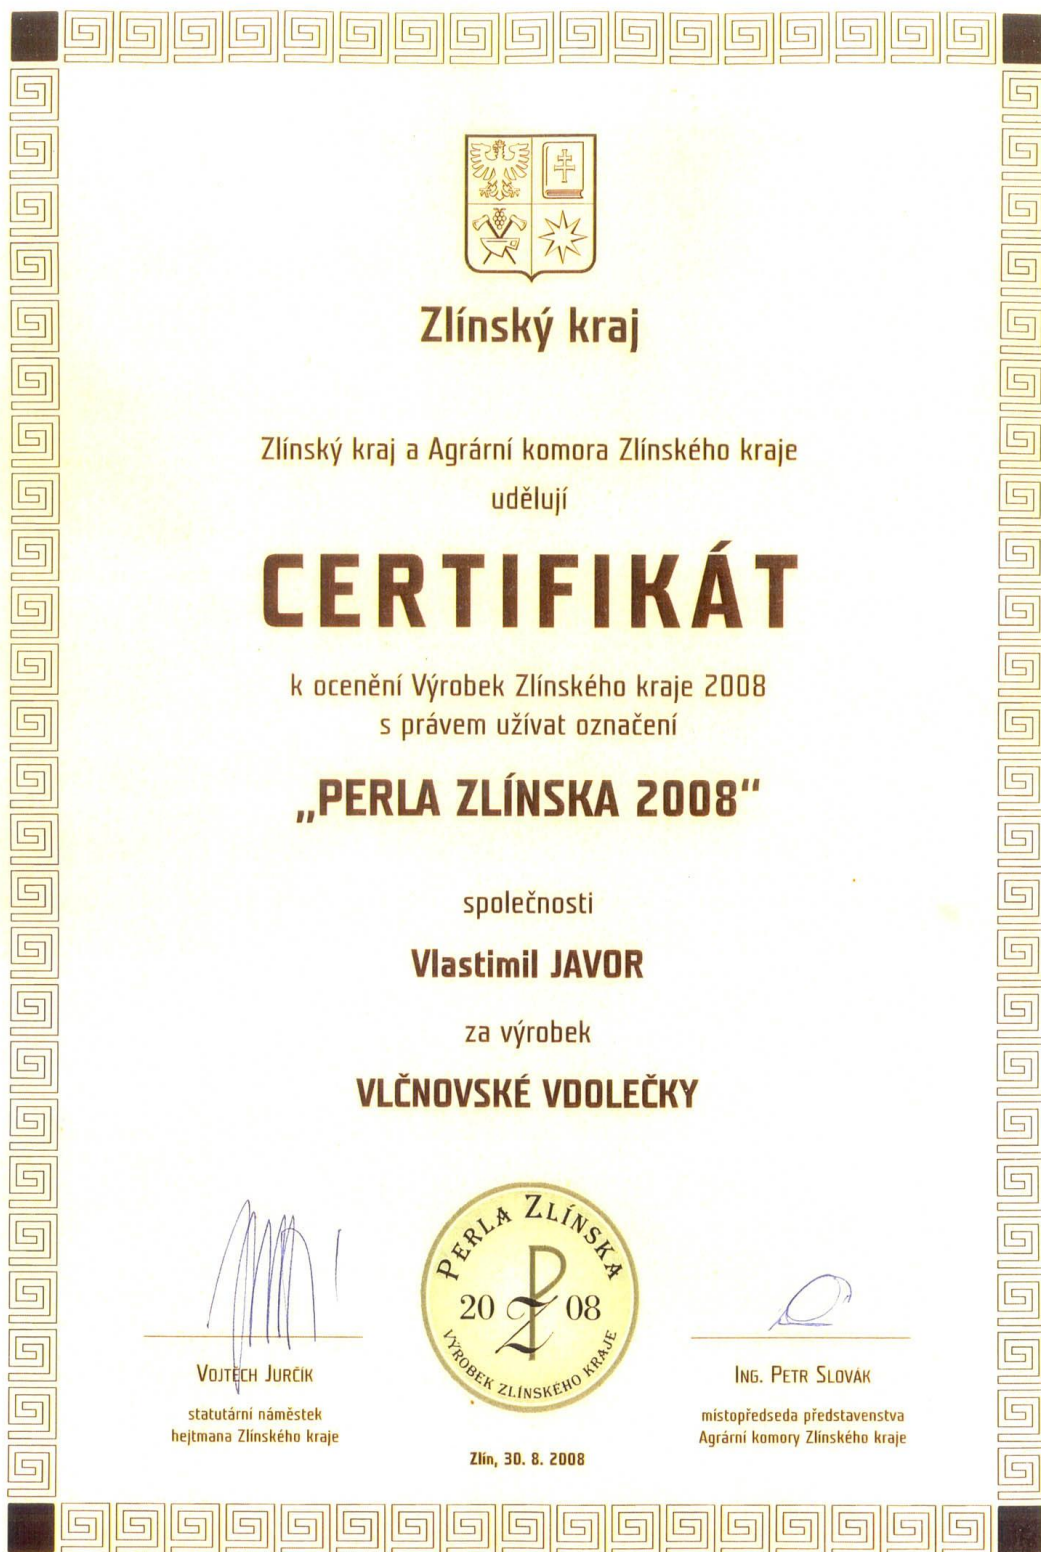 Zlínský kraj
Zlínský kraj a Agrární komora Zlínského kraje
udělují
CERTIFIKÁT
k ocenění Výrobek Zlínského kraje 2008
s právem užívat označení
„PERLA ZLÍNSKA 2008“
společnosti
Vlastimil JAVOR
za výrobek
VLČNOVSKÉ VDOLEČKY
PERLA ZLÍNSKA
20 PZ 08
VÝROBEK ZLÍNSKÉHO KRAJE
VOJTĚCH JURČÍK
statutární náměstek
hejtmana Zlínského kraje
ING. PETR SLOVÁK
místopředseda představenstva
Agrární komory Zlínského kraje
Zlín, 30. 8. 2008